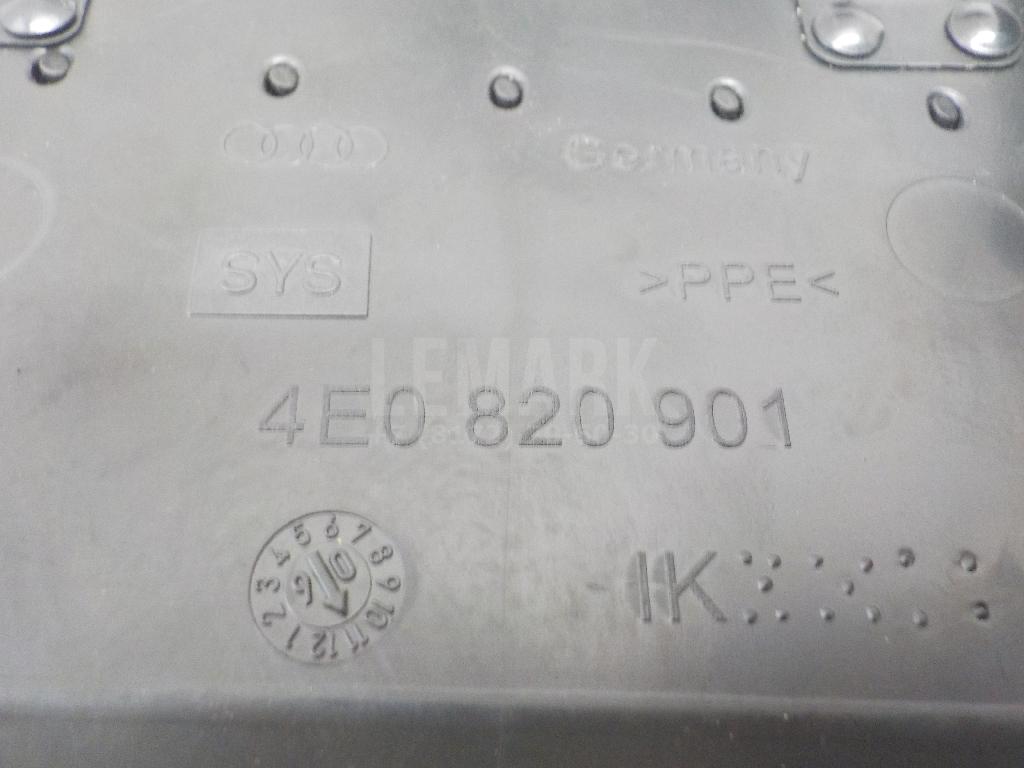 Germany
SYS
>PPE<
LEMARK
4E0 820 901
IK
1 2 3 4 5 6 7 8 9 10 11 12